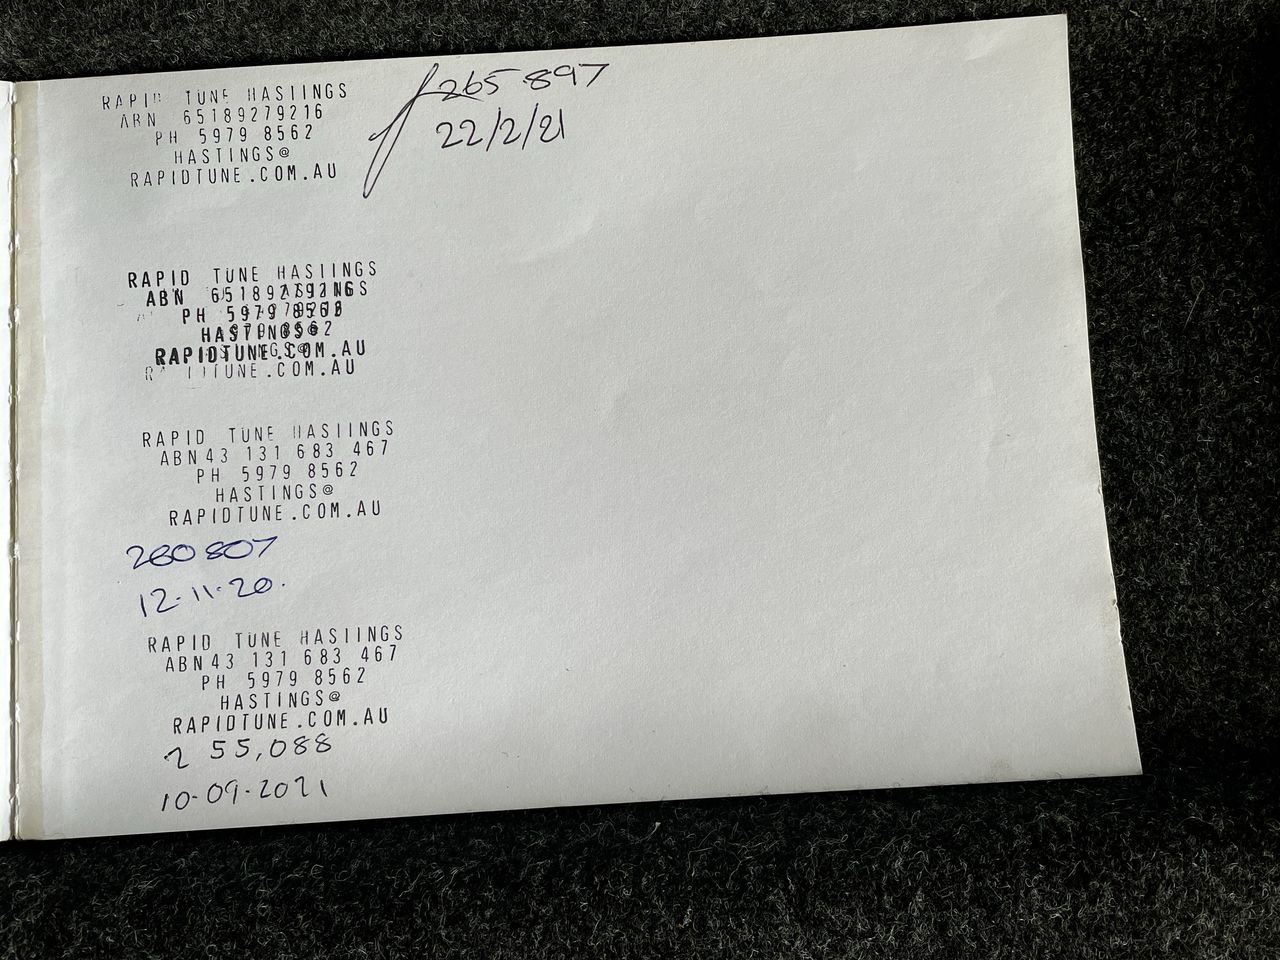 RAPID TUNE HASTINGS
ABN 65189279216
PH 5979 8562
HASTINGS@
RAPIDTUNE.COM.AU
265 897
22/2/21
RAPID TUNE HASTINGS
ABN 65189279216
PH 5979 8562
HASTINGS@
RAPIDTUNE.COM.AU
RAPID TUNE HASTINGS
ABN43 131 683 467
PH 5979 8562
HASTINGS@
RAPIDTUNE.COM.AU
260807
12.11.20.
RAPID TUNE HASTINGS
ABN43 131 683 467
PH 5979 8562
HASTINGS@
RAPIDTUNE.COM.AU
255,088
10-09-2021